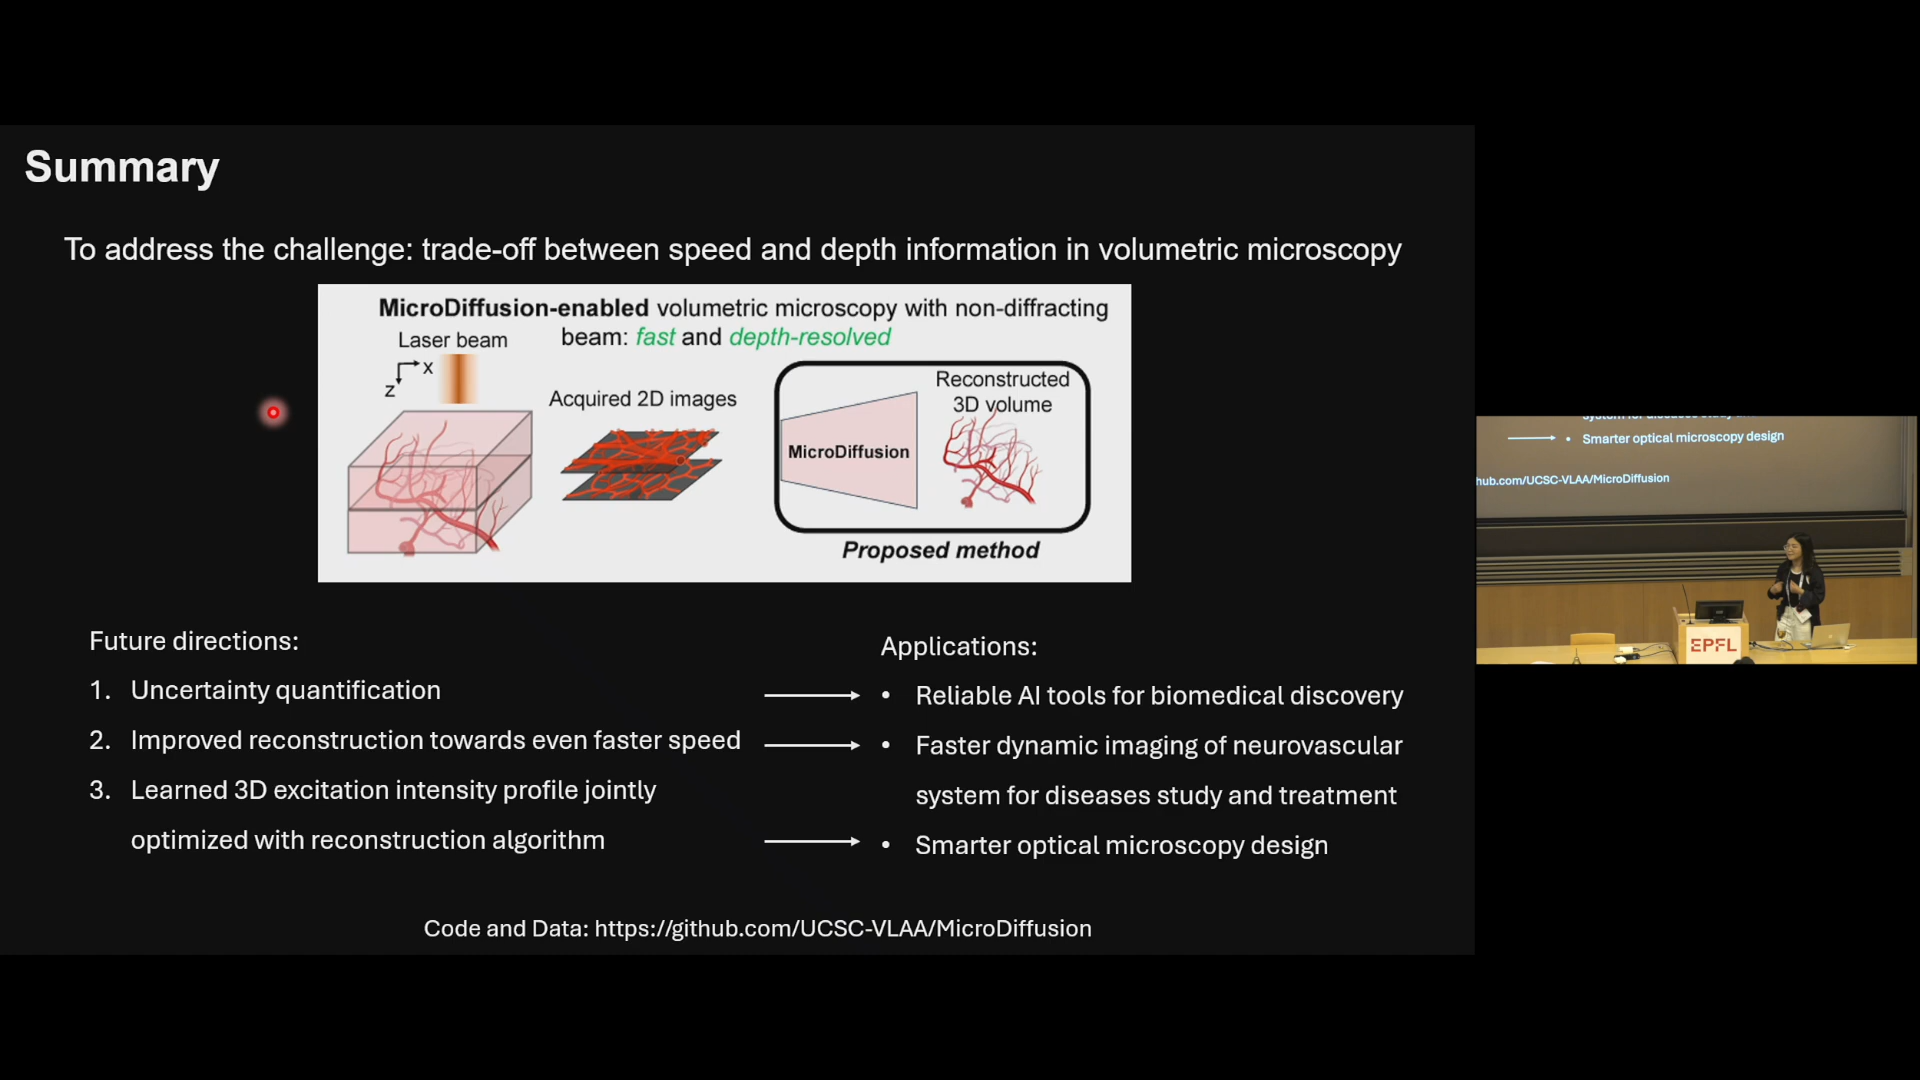 Summary
To address the challenge: trade-off between speed and depth information in volumetric microscopy
MicroDiffusion-enabled volumetric microscopy with non-diffracting
beam: fast and depth-resolved
Laser beam
x
z
Acquired 2D images
Reconstructed
3D volume
MicroDiffusion
Proposed method
Future directions:
1. Uncertainty quantification
2. Improved reconstruction towards even faster speed
3. Learned 3D excitation intensity profile jointly
optimized with reconstruction algorithm
Applications:
• Reliable AI tools for biomedical discovery
• Faster dynamic imaging of neurovascular
system for diseases study and treatment
• Smarter optical microscopy design
Code and Data: https://github.com/UCSC-VLAA/MicroDiffusion
• Smarter optical microscopy design
hub.com/UCSC-VLAA/MicroDiffusion
EPFL